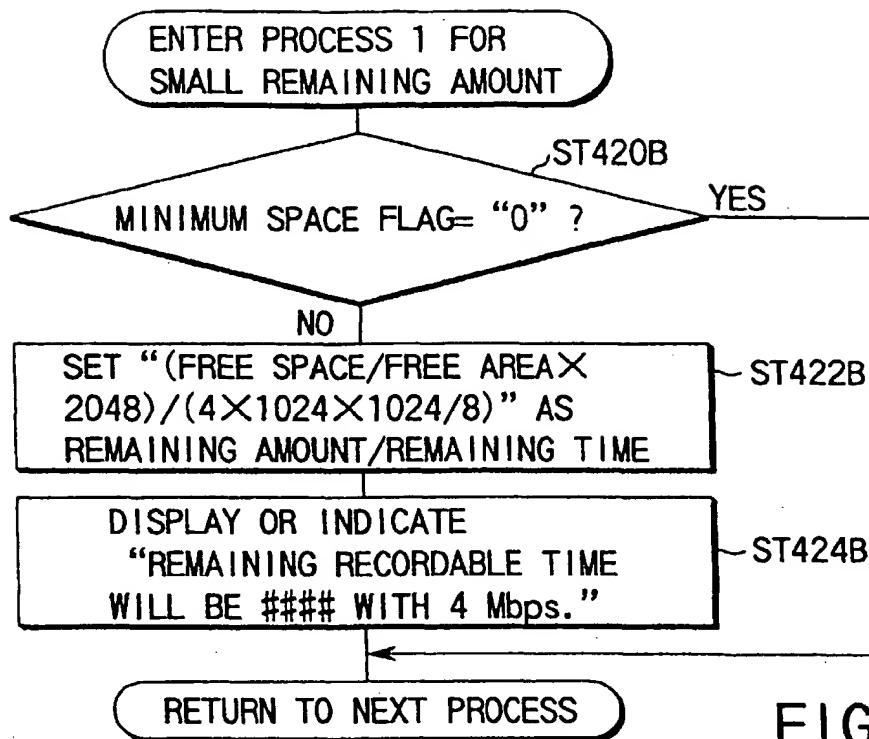 ENTER PROCESS 1 FOR
SMALL REMAINING AMOUNT
ST420B
MINIMUM SPACE FLAG= “0” ?
YES
NO
SET “(FREE SPACE/FREE AREA×
2048)/(4×1024×1024/8)” AS
REMAINING AMOUNT/REMAINING TIME
ST422B
DISPLAY OR INDICATE
“REMAINING RECORDABLE TIME
WILL BE #### WITH 4 Mbps.”
ST424B
RETURN TO NEXT PROCESS
FIG